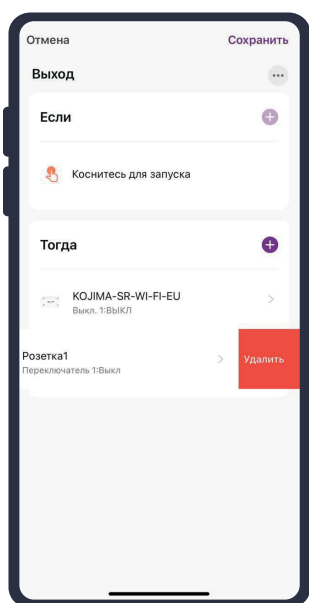 Отмена
Сохранить
Выход
Если
Коснитесь для запуска
Тогда
KOJIMA-SR-WI-FI-EU
Выкл. 1:ВЫКЛ
Розетка1
Переключатель 1:Выкл
Удалить